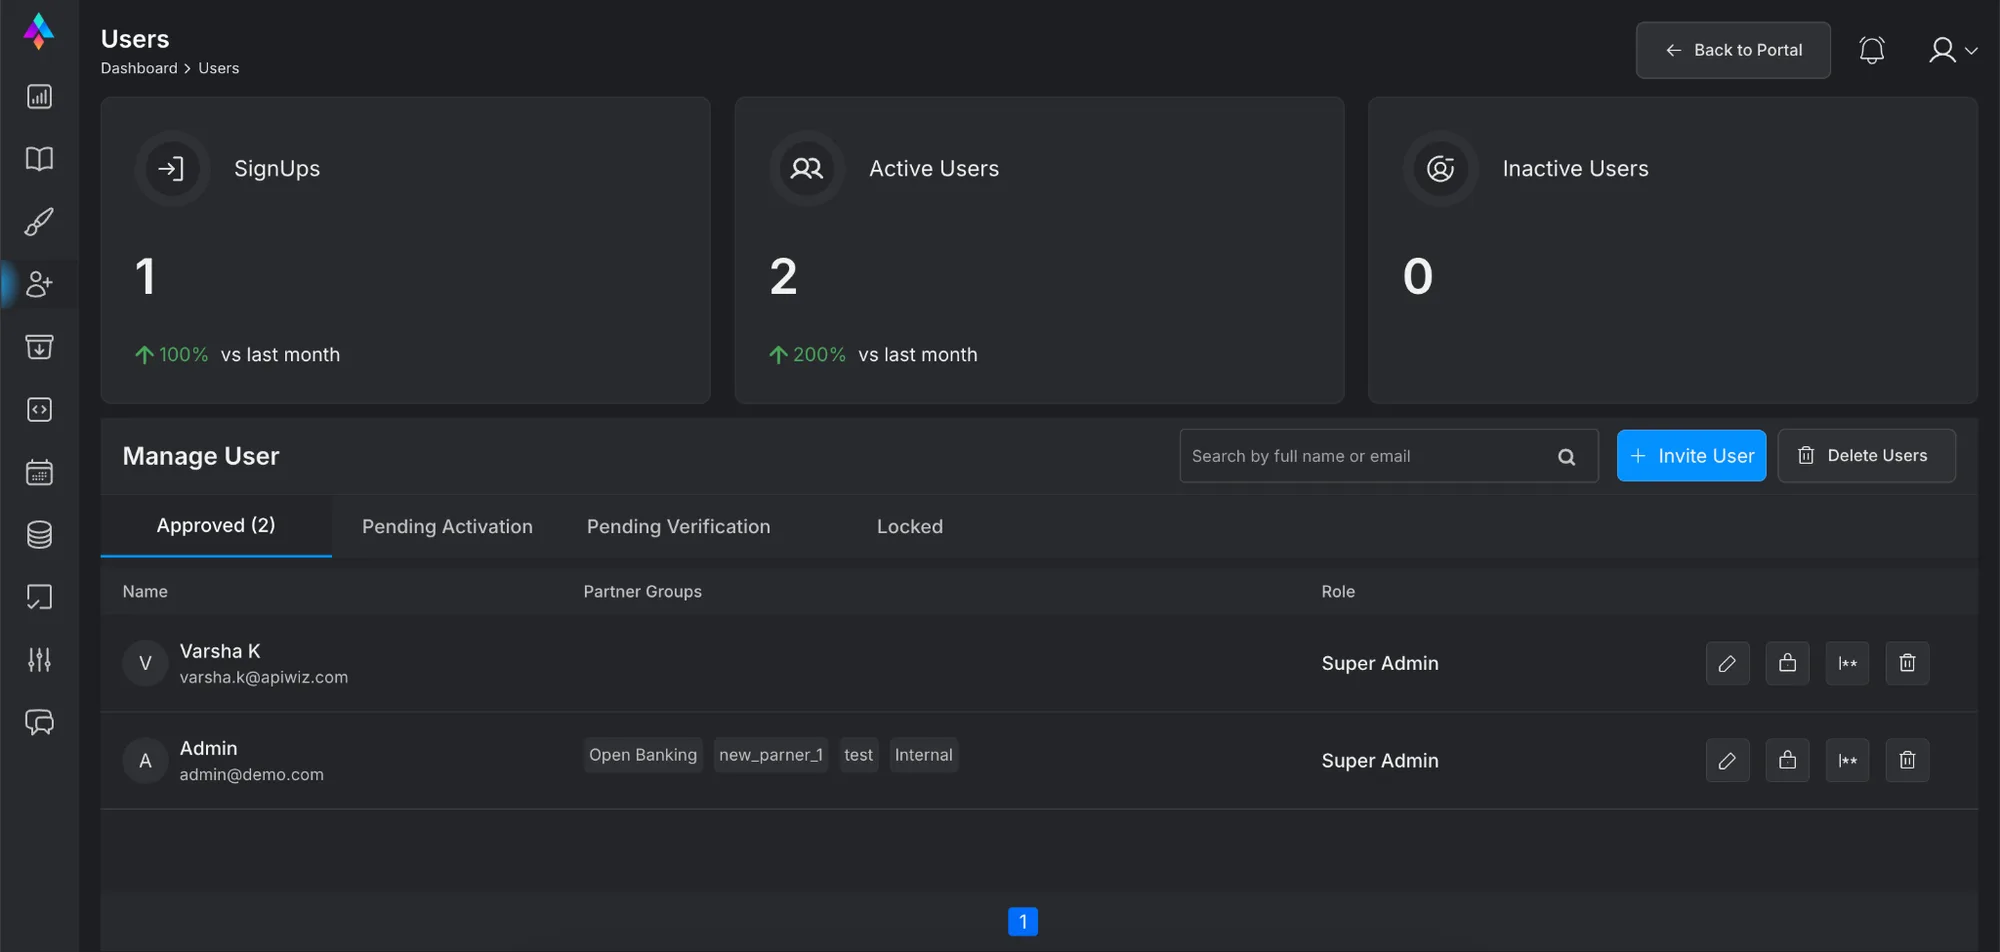 Users
Dashboard > Users
Back to Portal
SignUps
1
100% vs last month
Active Users
2
200% vs last month
Inactive Users
0
Manage User
Search by full name or email
+ Invite User
Delete Users
Approved (2)
Pending Activation
Pending Verification
Locked
Name
Partner Groups
Role
V
Varsha K
varsha.k@apiwiz.com
Super Admin
|**
A
Admin
admin@demo.com
Open Banking
new_parner_1
test
Internal
Super Admin
|**
1